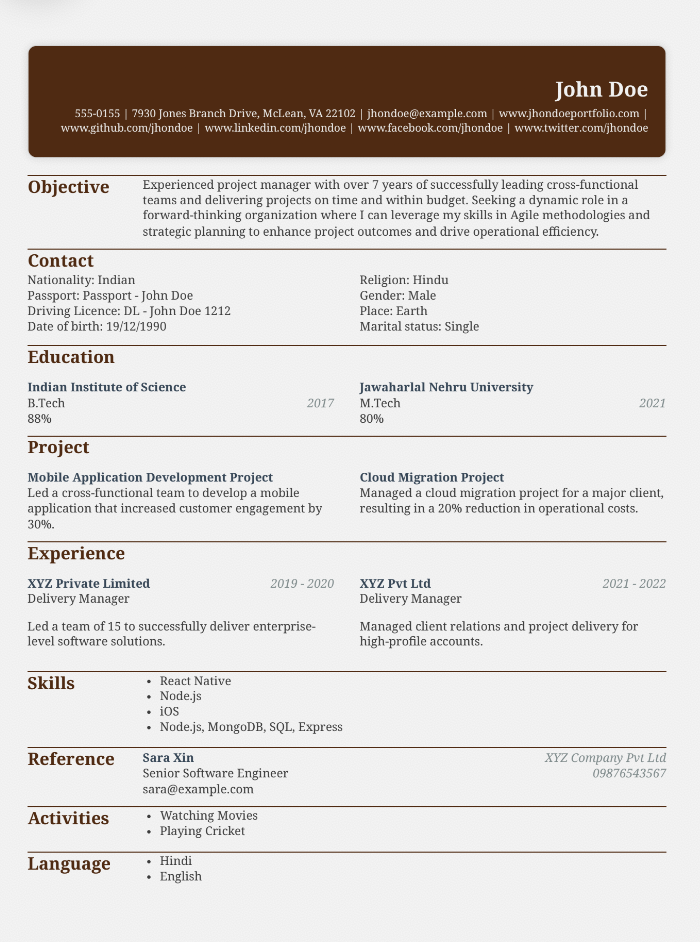 John Doe
555-0155 | 7930 Jones Branch Drive, McLean, VA 22102 | jhondoe@example.com | www.jhondoeportfolio.com |
www.github.com/jhondoe | www.linkedin.com/jhondoe | www.facebook.com/jhondoe | www.twitter.com/jhondoe
Objective
Experienced project manager with over 7 years of successfully leading cross-functional
teams and delivering projects on time and within budget. Seeking a dynamic role in a
forward-thinking organization where I can leverage my skills in Agile methodologies and
strategic planning to enhance project outcomes and drive operational efficiency.
Contact
Nationality: Indian
Passport: Passport - John Doe
Driving Licence: DL - John Doe 1212
Date of birth: 19/12/1990
Religion: Hindu
Gender: Male
Place: Earth
Marital status: Single
Education
Indian Institute of Science
B.Tech 2017
88%
Jawaharlal Nehru University
M.Tech 2021
80%
Project
Mobile Application Development Project
Led a cross-functional team to develop a mobile
application that increased customer engagement by
30%.
Cloud Migration Project
Managed a cloud migration project for a major client,
resulting in a 20% reduction in operational costs.
Experience
XYZ Private Limited 2019 - 2020
Delivery Manager
Led a team of 15 to successfully deliver enterprise-
level software solutions.
XYZ Pvt Ltd 2021 - 2022
Delivery Manager
Managed client relations and project delivery for
high-profile accounts.
Skills
• React Native
• Node.js
• iOS
• Node.js, MongoDB, SQL, Express
Reference
Sara Xin XYZ Company Pvt Ltd
Senior Software Engineer 09876543567
sara@example.com
Activities
• Watching Movies
• Playing Cricket
Language
• Hindi
• English